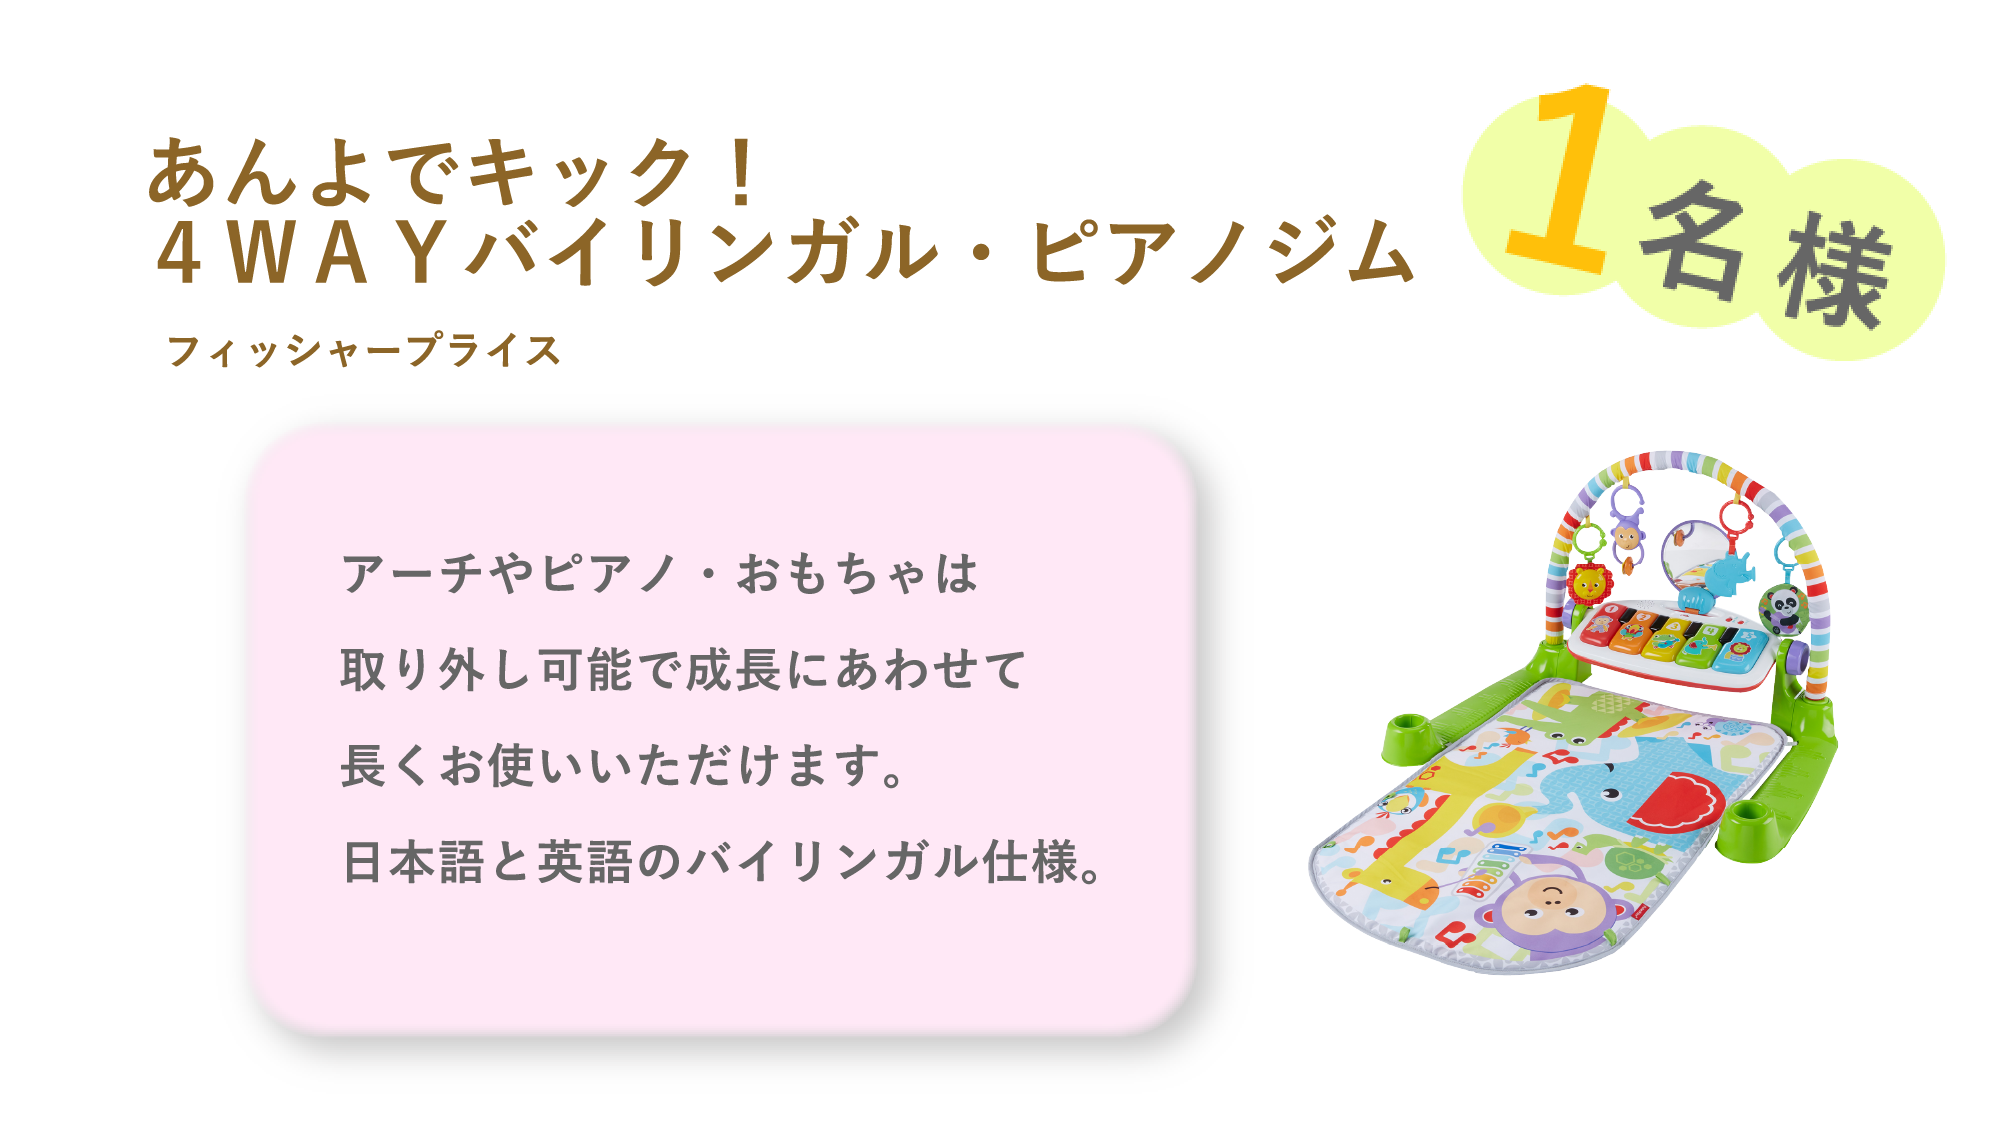 あんよでキック！
４ＷＡＹバイリンガル・ピアノジム
フィッシャープライス
1名様
アーチやピアノ・おもちゃは
取り外し可能で成長にあわせて
長くお使いいただけます。
日本語と英語のバイリンガル仕様。
1
2
3
4